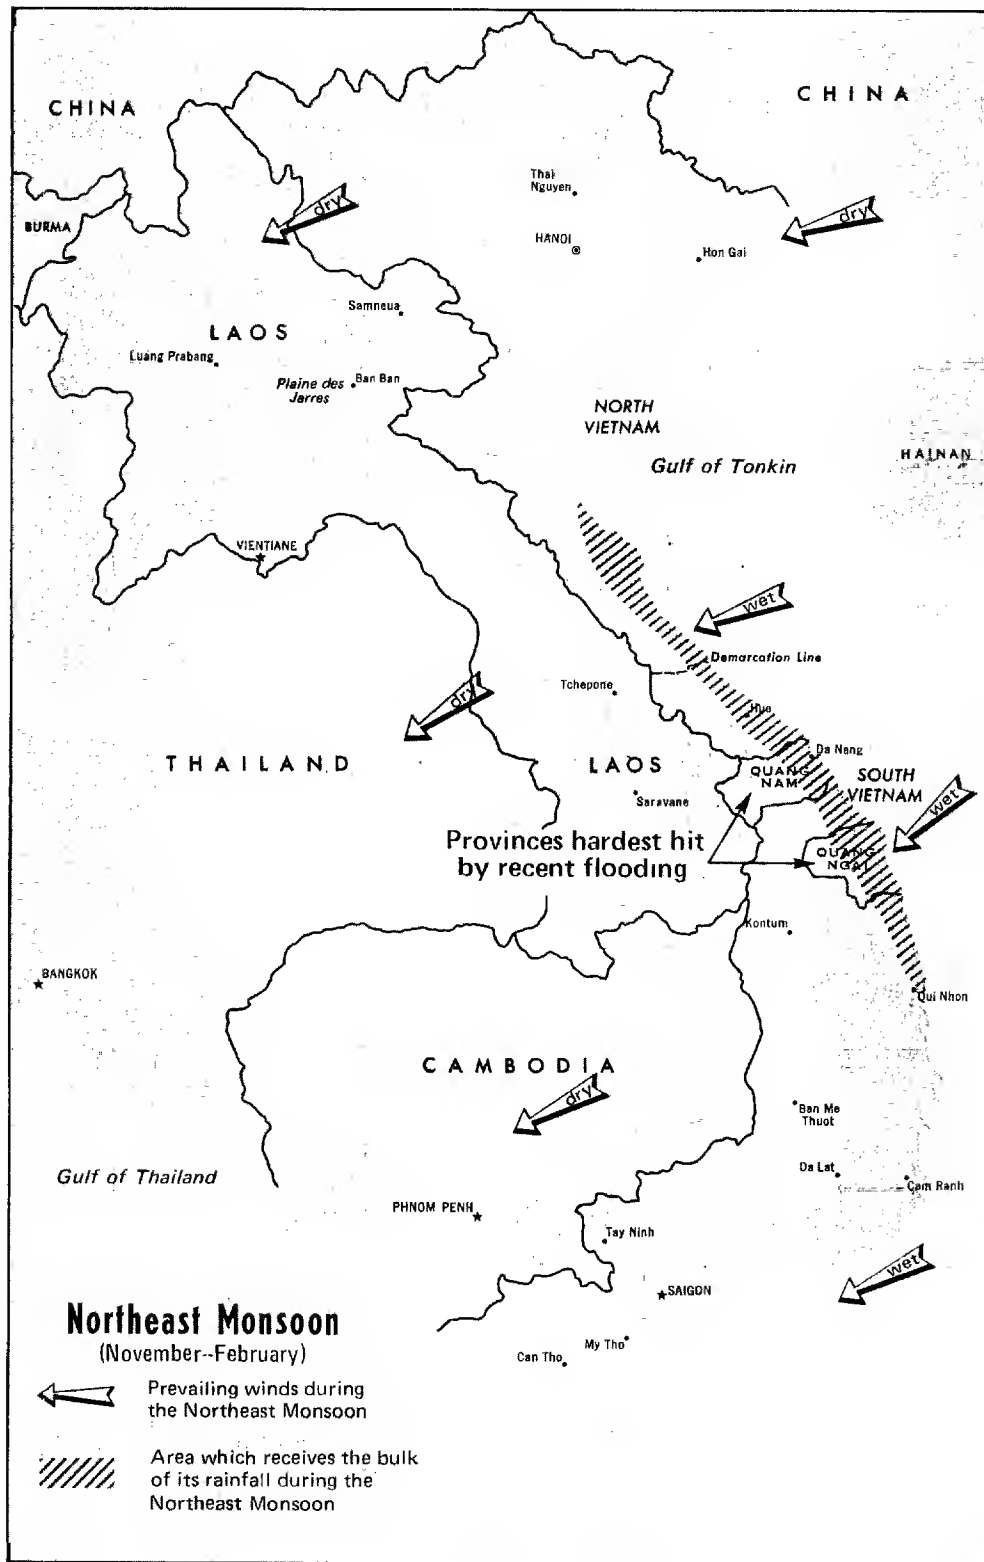 CHINA
CHINA
Thai
Nguyen
dry
dry
BURMA
HANOI
Hon Gai
Samneua
LAOS
Luang Prabang
Plaine des
Jarres
Ban Ban
NORTH
VIETNAM
HAINAN
Gulf of Tonkin
VIENTIANE
wet
Demarcation Line
Tchepone
dry
Hue
Da Nang
THAILAND
LAOS
QUANG
NAM
SOUTH
VIETNAM
Saravane
wet
Provinces hardest hit
by recent flooding
QUANG
NGAI
Kontum
BANGKOK
Qui Nhon
CAMBODIA
dry
Ban Me
Thuot
Gulf of Thailand
Da Lat
Cam Ranh
PHNOM PENH
Tay Ninh
wet
SAIGON
Northeast Monsoon
(November--February)
My Tho
Can Tho
Prevailing winds during
the Northeast Monsoon
Area which receives the bulk
of its rainfall during the
Northeast Monsoon